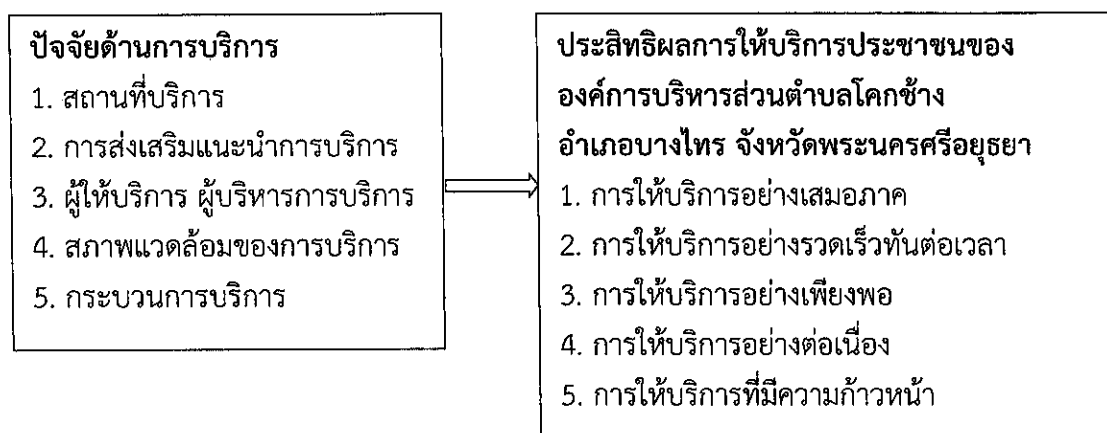 ปัจจัยด้านการบริการ
1. สถานที่บริการ
2. การส่งเสริมแนะนำการบริการ
3. ผู้ให้บริการ ผู้บริหารการบริการ
4. สภาพแวดล้อมของการบริการ
5. กระบวนการบริการ
ประสิทธิผลการให้บริการประชาชนของ
องค์การบริหารส่วนตำบลโคกช้าง
อำเภอบางไทร จังหวัดพระนครศรีอยุธยา
1. การให้บริการอย่างเสมอภาค
2. การให้บริการอย่างรวดเร็วทันต่อเวลา
3. การให้บริการอย่างเพียงพอ
4. การให้บริการอย่างต่อเนื่อง
5. การให้บริการที่มีความก้าวหน้า